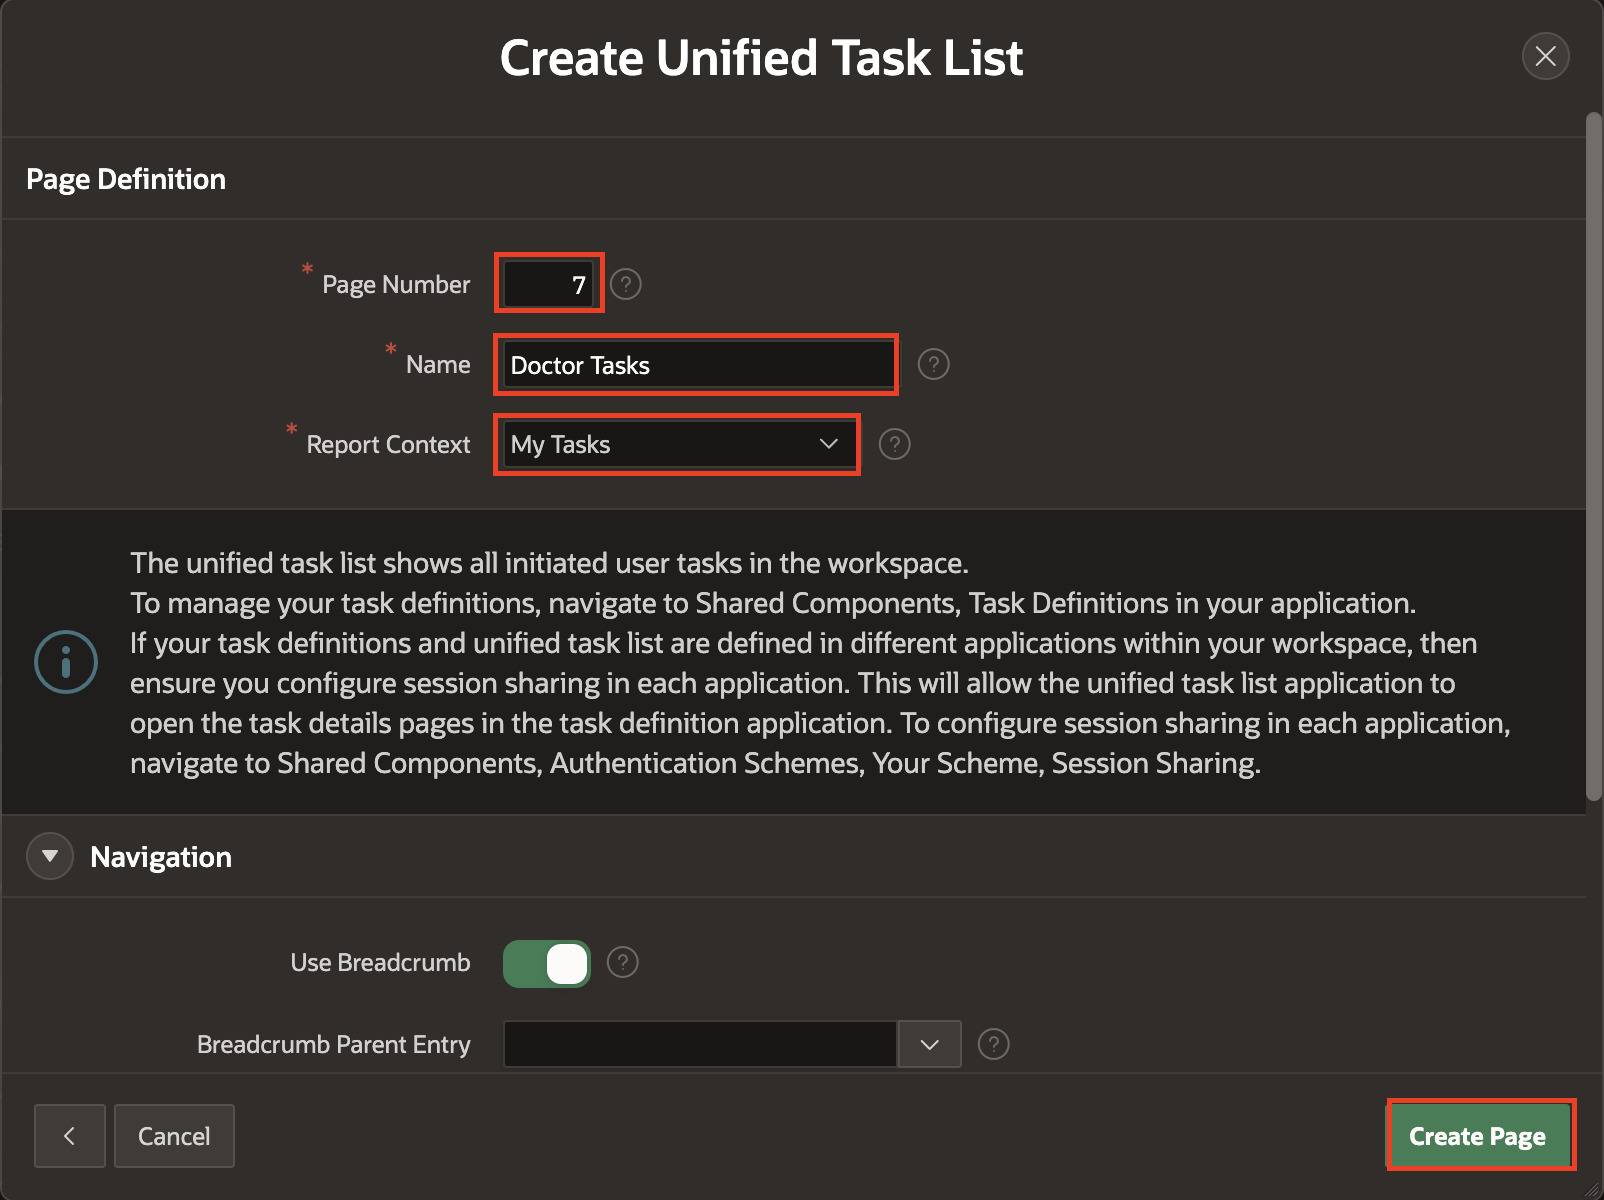 Create Unified Task List
Page Definition
* Page Number 7 ?
* Name Doctor Tasks ?
* Report Context My Tasks ?
The unified task list shows all initiated user tasks in the workspace.
To manage your task definitions, navigate to Shared Components, Task Definitions in your application.
If your task definitions and unified task list are defined in different applications within your workspace, then
ensure you configure session sharing in each application. This will allow the unified task list application to
open the task details pages in the task definition application. To configure session sharing in each application,
navigate to Shared Components, Authentication Schemes, Your Scheme, Session Sharing.
Navigation
Use Breadcrumb ?
Breadcrumb Parent Entry ?
Cancel
Create Page